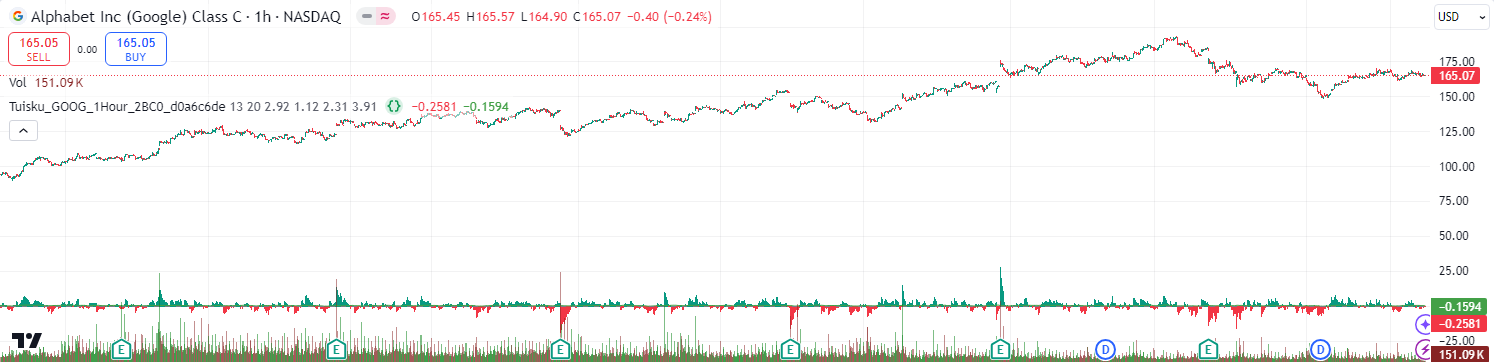 Alphabet Inc (Google) Class C · 1h · NASDAQ O165.45 H165.57 L164.90 C165.07 −0.40 (−0.24%)
USD
165.05 SELL
0.00
165.05 BUY
Vol 151.09 K
Tuisku_GOOG_1Hour_2BC0_d0a6c6de 13 20 2.92 1.12 2.31 3.91 −0.2581 −0.1594
175.00
165.07
150.00
125.00
100.00
75.00
50.00
25.00
−0.1594
−0.2581
−25.00
151.09 K
E E E E E D E D